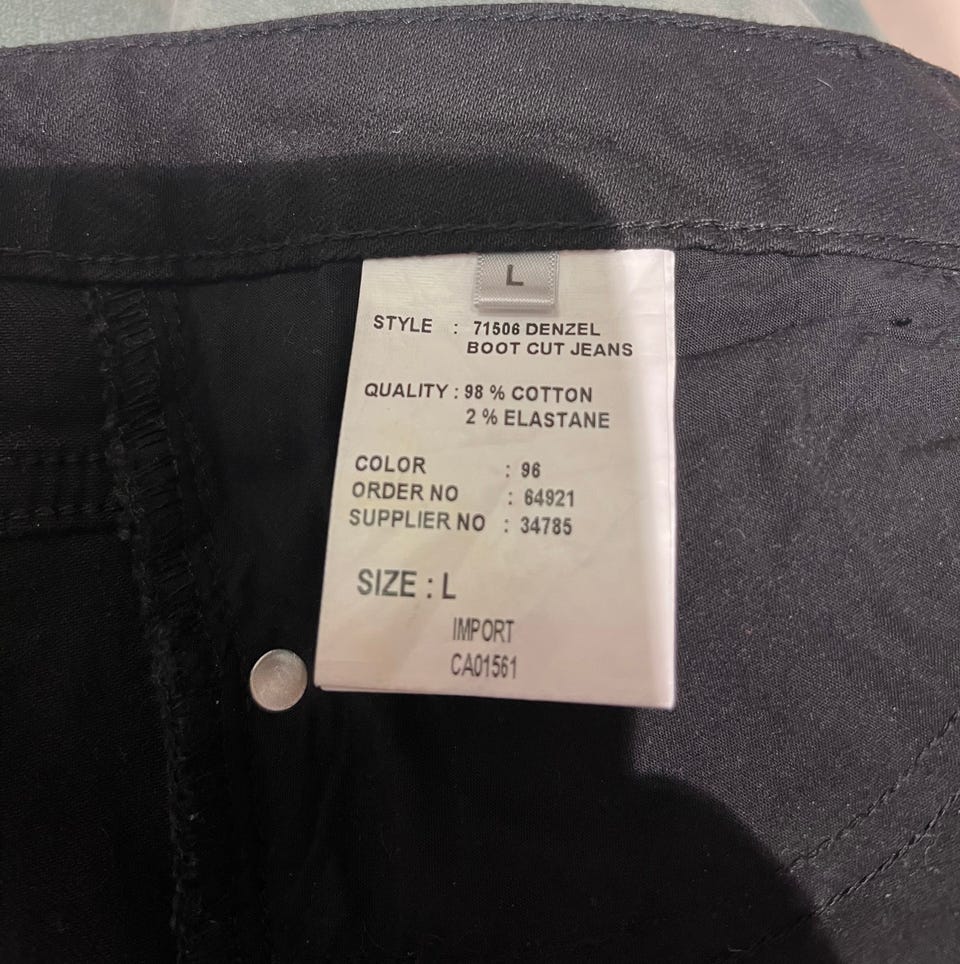 L
STYLE : 71506 DENZEL
BOOT CUT JEANS
QUALITY : 98 % COTTON
2 % ELASTANE
COLOR : 96
ORDER NO : 64921
SUPPLIER NO : 34785
SIZE : L
IMPORT
CA01561